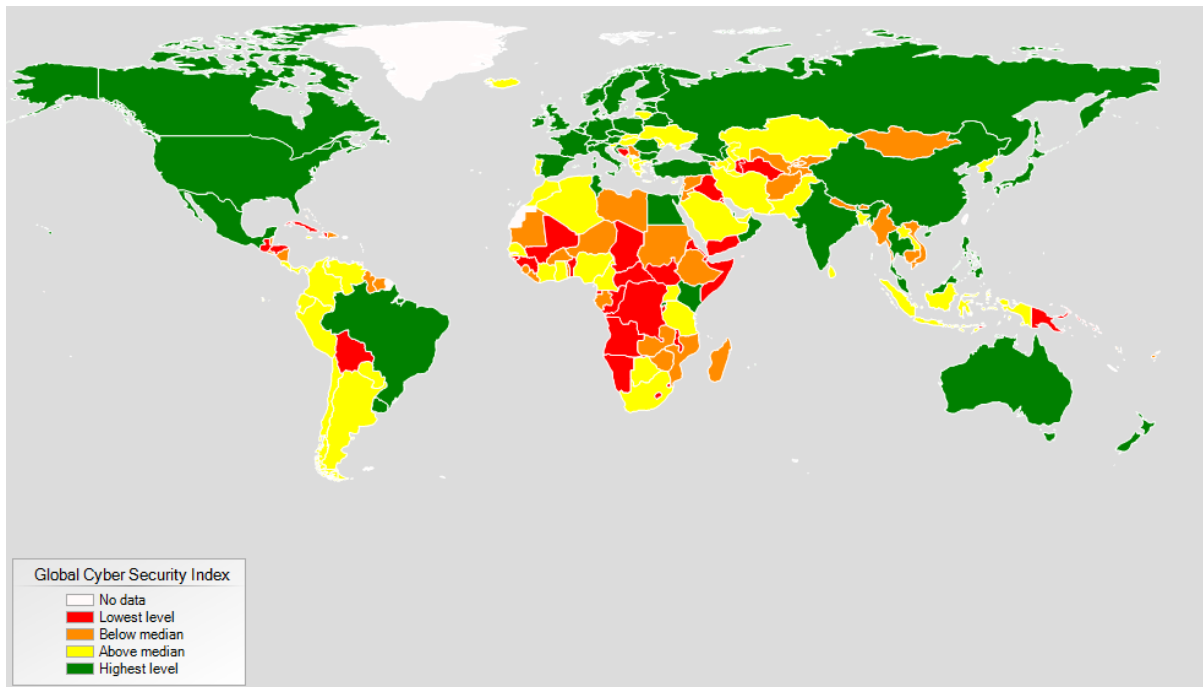 Global Cyber Security Index
No data
Lowest level
Below median
Above median
Highest level